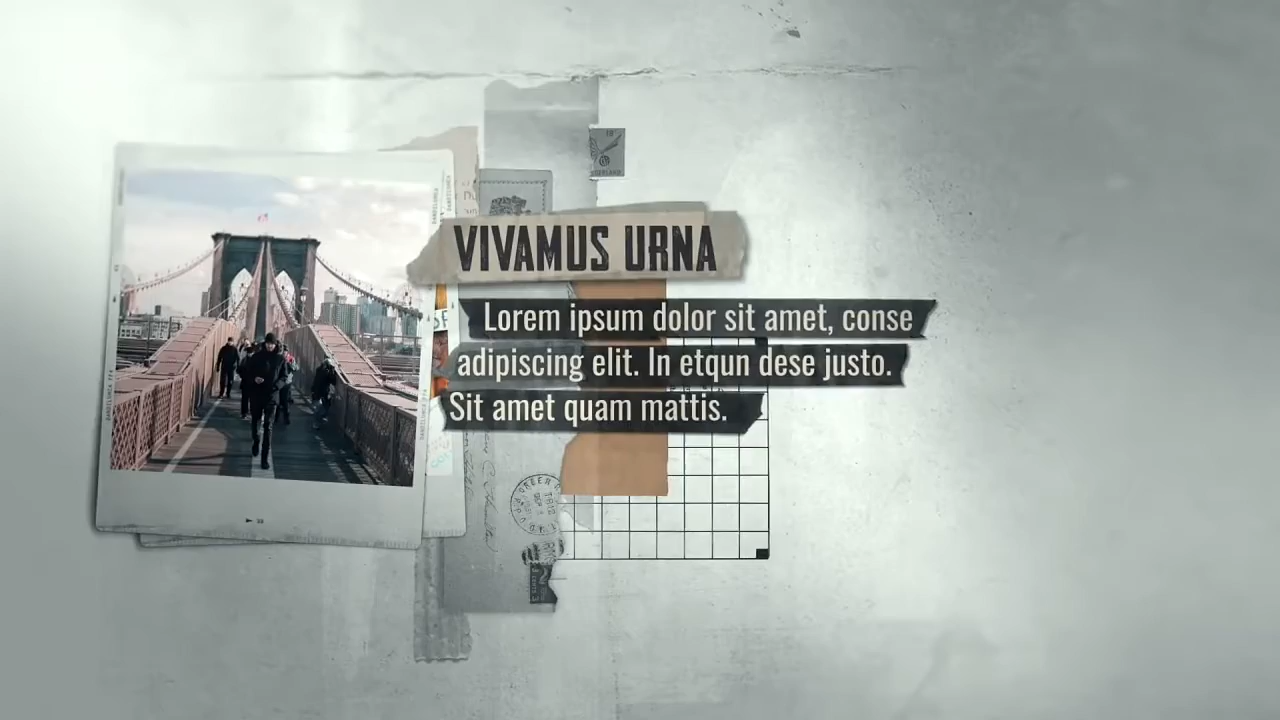 VIVAMUS URNA
Lorem ipsum dolor sit amet, conse
adipiscing elit. In etqun dese justo.
Sit amet quam mattis.